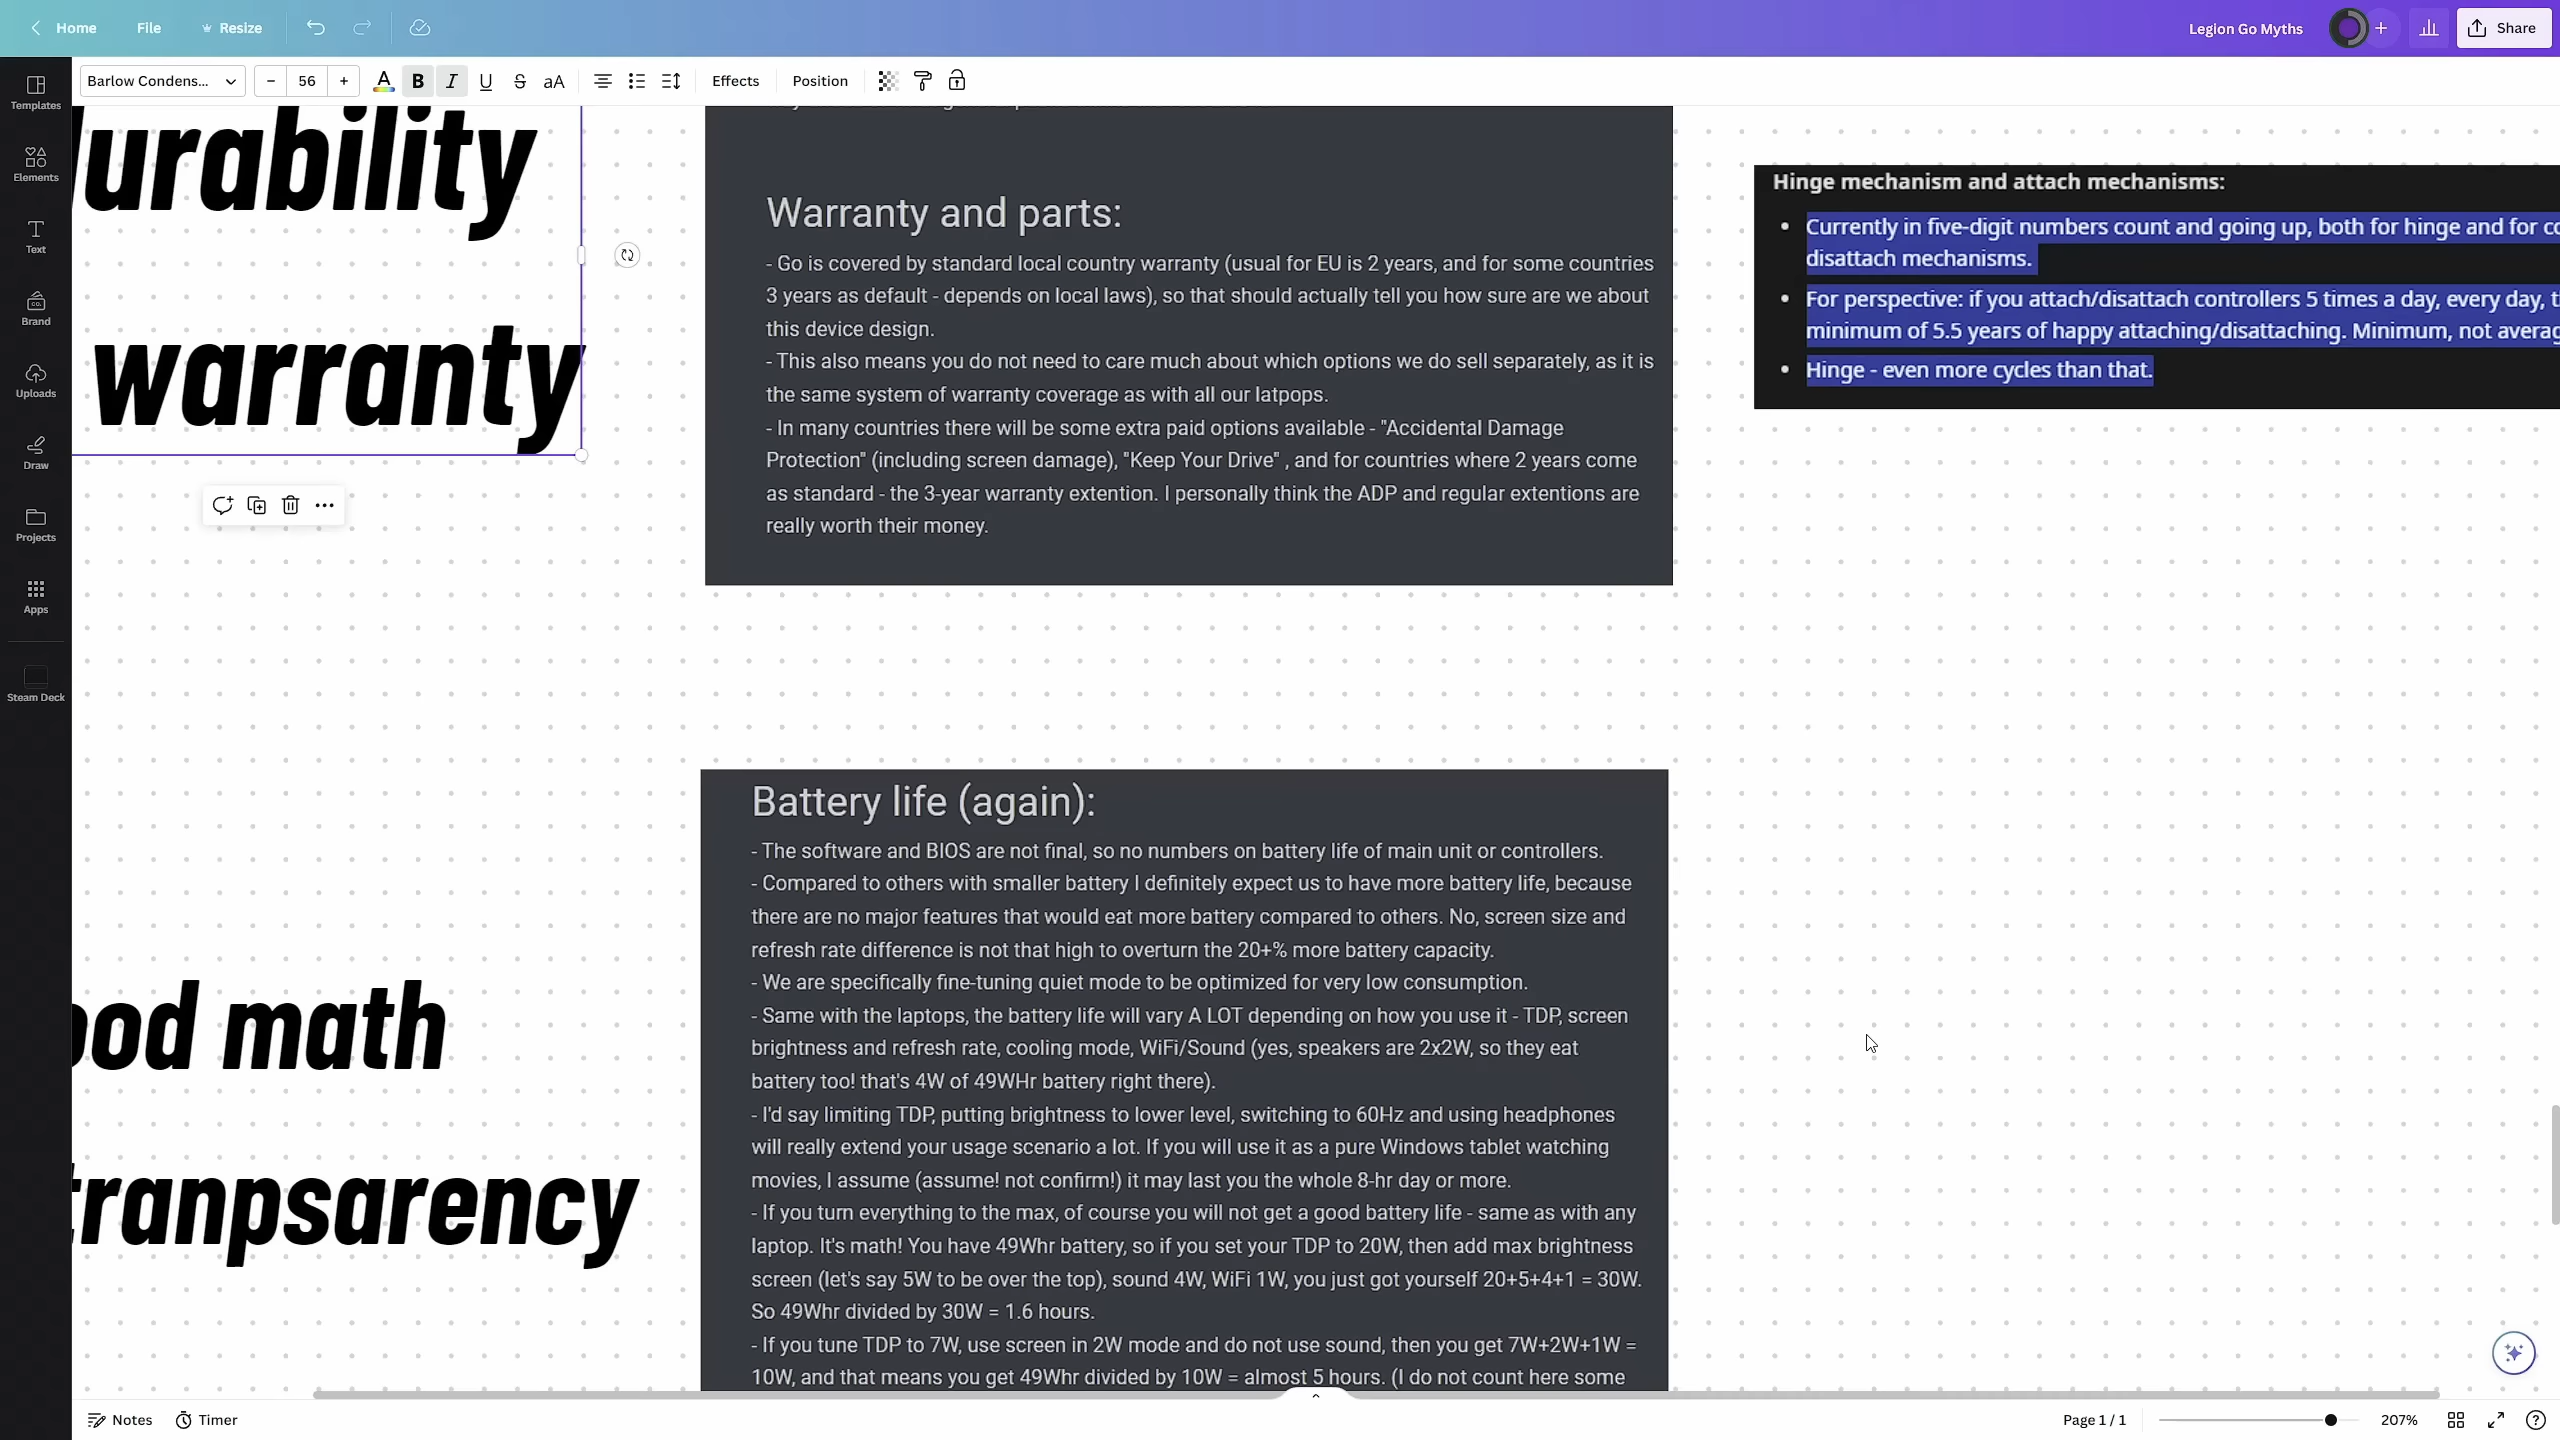 Home
File
Resize
Legion Go Myths
Share
Barlow Condens...
56
B
I
U
S
aA
Effects
Position
Templates
Elements
Text
Brand
Uploads
Draw
Projects
Apps
Steam Deck
durability
warranty
Warranty and parts:
- Go is covered by standard local country warranty (usual for EU is 2 years, and for some countries
3 years as default - depends on local laws), so that should actually tell you how sure are we about
this device design.
- This also means you do not need to care much about which options we do sell separately, as it is
the same system of warranty coverage as with all our latpops.
- In many countries there will be some extra paid options available - "Accidental Damage
Protection" (including screen damage), "Keep Your Drive" , and for countries where 2 years come
as standard - the 3-year warranty extention. I personally think the ADP and regular extentions are
really worth their money.
Hinge mechanism and attach mechanisms:
• Currently in five-digit numbers count and going up, both for hinge and for
disattach mechanisms.
• For perspective: if you attach/disattach controllers 5 times a day, every day,
minimum of 5.5 years of happy attaching/disattaching. Minimum, not
• Hinge - even more cycles than that.
ood math
tranpsarency
Battery life (again):
- The software and BIOS are not final, so no numbers on battery life of main unit or controllers.
- Compared to others with smaller battery I definitely expect us to have more battery life, because
there are no major features that would eat more battery compared to others. No, screen size and
refresh rate difference is not that high to overturn the 20+% more battery capacity.
- We are specifically fine-tuning quiet mode to be optimized for very low consumption.
- Same with the laptops, the battery life will vary A LOT depending on how you use it - TDP, screen
brightness and refresh rate, cooling mode, WiFi/Sound (yes, speakers are 2x2W, so they eat
battery too! that's 4W of 49WHr battery right there).
- I'd say limiting TDP, putting brightness to lower level, switching to 60Hz and using headphones
will really extend your usage scenario a lot. If you will use it as a pure Windows tablet watching
movies, I assume (assume! not confirm!) it may last you the whole 8-hr day or more.
- If you turn everything to the max, of course you will not get a good battery life - same as with any
laptop. It's math! You have 49Whr battery, so if you set your TDP to 20W, then add max brightness
screen (let's say 5W to be over the top), sound 4W, WiFi 1W, you just got yourself 20+5+4+1 = 30W.
So 49Whr divided by 30W = 1.6 hours.
- If you tune TDP to 7W, use screen in 2W mode and do not use sound, then you get 7W+2W+1W =
10W, and that means you get 49Whr divided by 10W = almost 5 hours. (I do not count here some
Notes
Timer
Page 1 / 1
207%